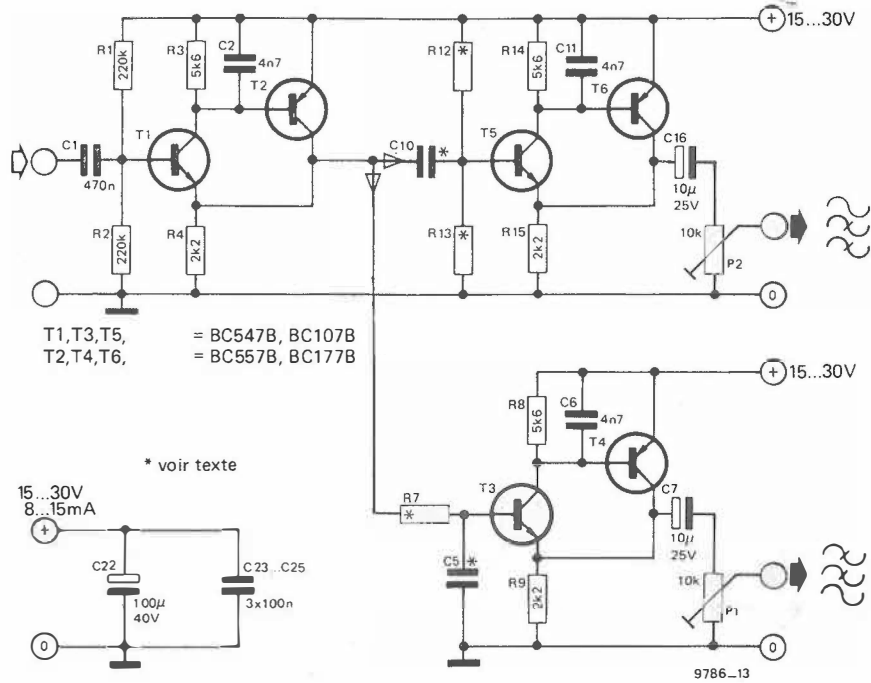 15...30V
R1
220k
R3
5k6
C2
4n7
T2
R12
*
R14
5k6
C11
4n7
T6
C1
470n
T1
C10
*
T5
C16
10µ
25V
R2
220k
R4
2k2
R13
*
R15
2k2
10k
P2
+
0
T1,T3,T5, = BC547B, BC107B
T2,T4,T6, = BC557B, BC177B
+
15...30V
R8
5k6
C6
4n7
T4
* voir texte
15...30V
8...15mA
+
R7
*
T3
C7
10µ
25V
C22
100µ
40V
C23...C25
3x100n
C5
*
R9
2k2
10k
P1
0
0
9786_13